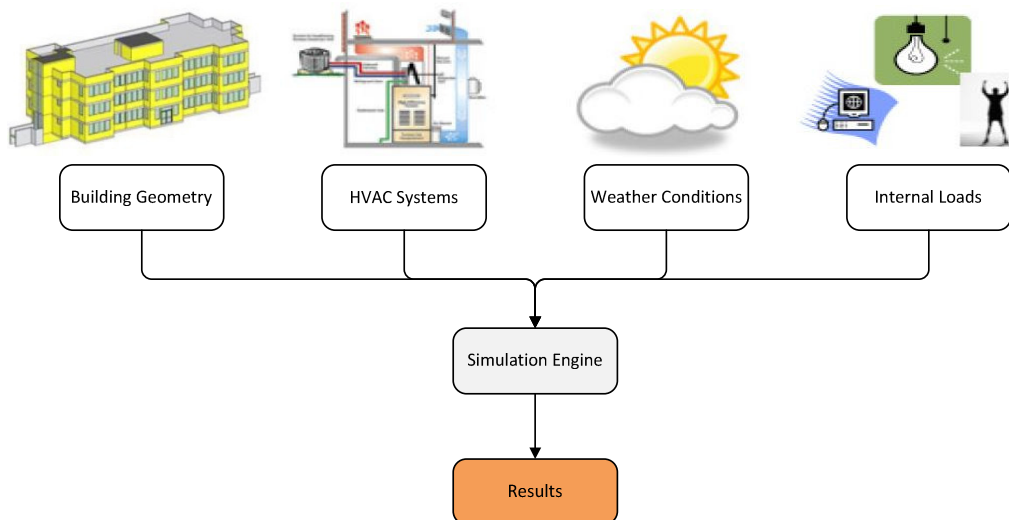 Building Geometry
HVAC Systems
Weather Conditions
Internal Loads
Simulation Engine
Results